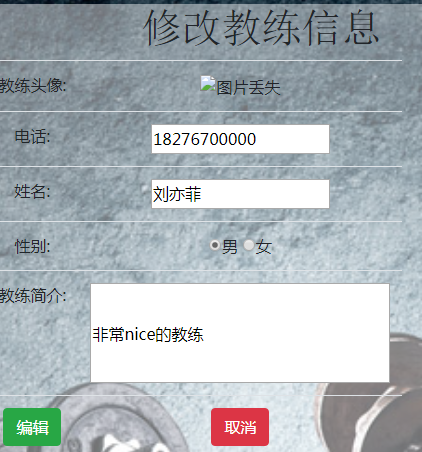 修改教练信息
教练头像: 图片丢失
电话: 18276700000
姓名: 刘亦菲
性别: 男 女
教练简介: 非常nice的教练
编辑 取消